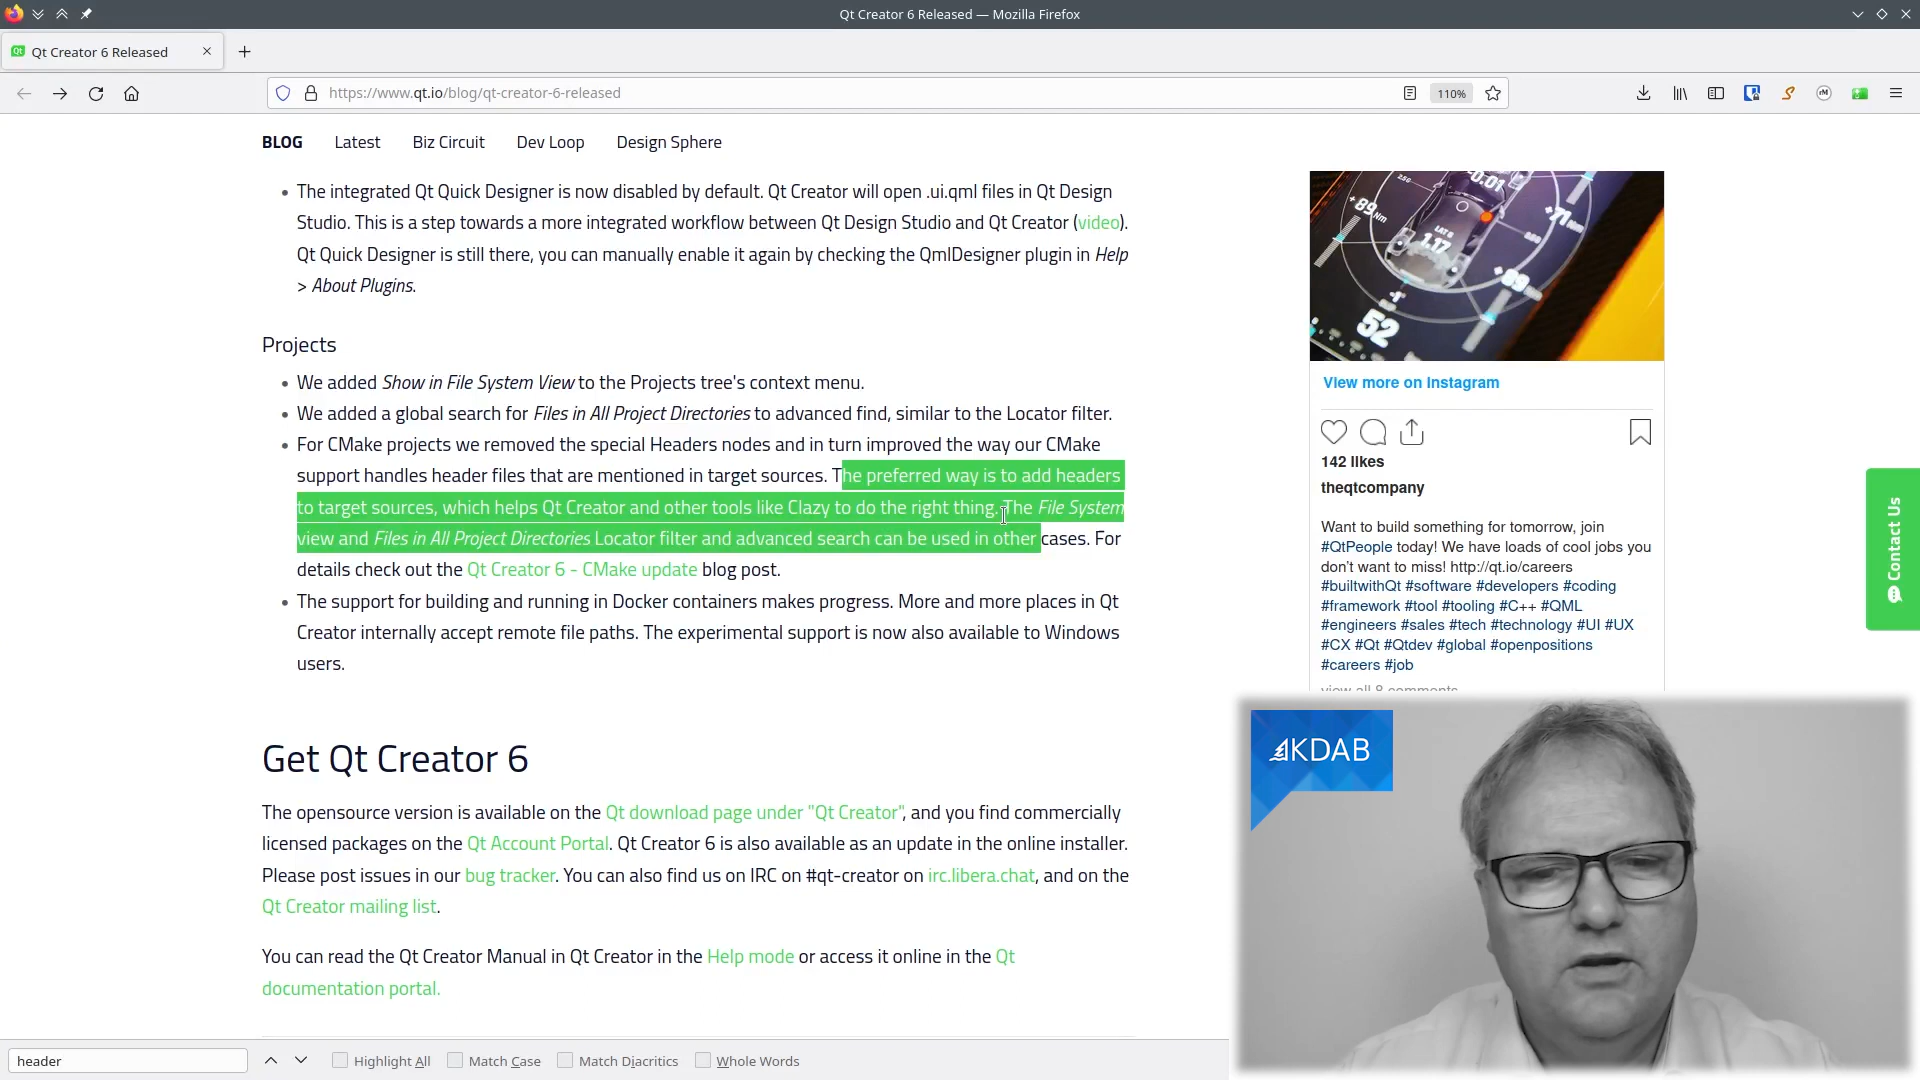 Qt Creator 6 Released — Mozilla Firefox
Qt Creator 6 Released
https://www.qt.io/blog/qt-creator-6-released
110%
BLOG Latest Biz Circuit Dev Loop Design Sphere
The integrated Qt Quick Designer is now disabled by default. Qt Creator will open .ui.qml files in Qt Design
Studio. This is a step towards a more integrated workflow between Qt Design Studio and Qt Creator (video).
Qt Quick Designer is still there, you can manually enable it again by checking the QmlDesigner plugin in Help
> About Plugins.
Projects
We added Show in File System View to the Projects tree's context menu.
We added a global search for Files in All Project Directories to advanced find, similar to the Locator filter.
For CMake projects we removed the special Headers nodes and in turn improved the way our CMake
support handles header files that are mentioned in target sources. The preferred way is to add headers
to target sources, which helps Qt Creator and other tools like Clazy to do the right thing. The File System
view and Files in All Project Directories Locator filter and advanced search can be used in other cases. For
details check out the Qt Creator 6 - CMake update blog post.
The support for building and running in Docker containers makes progress. More and more places in Qt
Creator internally accept remote file paths. The experimental support is now also available to Windows
users.
Get Qt Creator 6
The opensource version is available on the Qt download page under "Qt Creator", and you find commercially
licensed packages on the Qt Account Portal. Qt Creator 6 is also available as an update in the online installer.
Please post issues in our bug tracker. You can also find us on IRC on #qt-creator on irc.libera.chat, and on the
Qt Creator mailing list.
You can read the Qt Creator Manual in Qt Creator in the Help mode or access it online in the Qt
documentation portal.
-0.01
+89Nm
+71Nm
LAT G
1.17
+89
52
View more on Instagram
142 likes
theqtcompany
Want to build something for tomorrow, join
#QtPeople today! We have loads of cool jobs you
don't want to miss! http://qt.io/careers
#builtwithQt #software #developers #coding
#framework #tool #tooling #C++ #QML
#engineers #sales #tech #technology #UI #UX
#CX #Qt #Qtdev #global #openpositions
#careers #job
view all 8 comments
Contact Us
KDAB
header
Highlight All Match Case Match Diacritics Whole Words